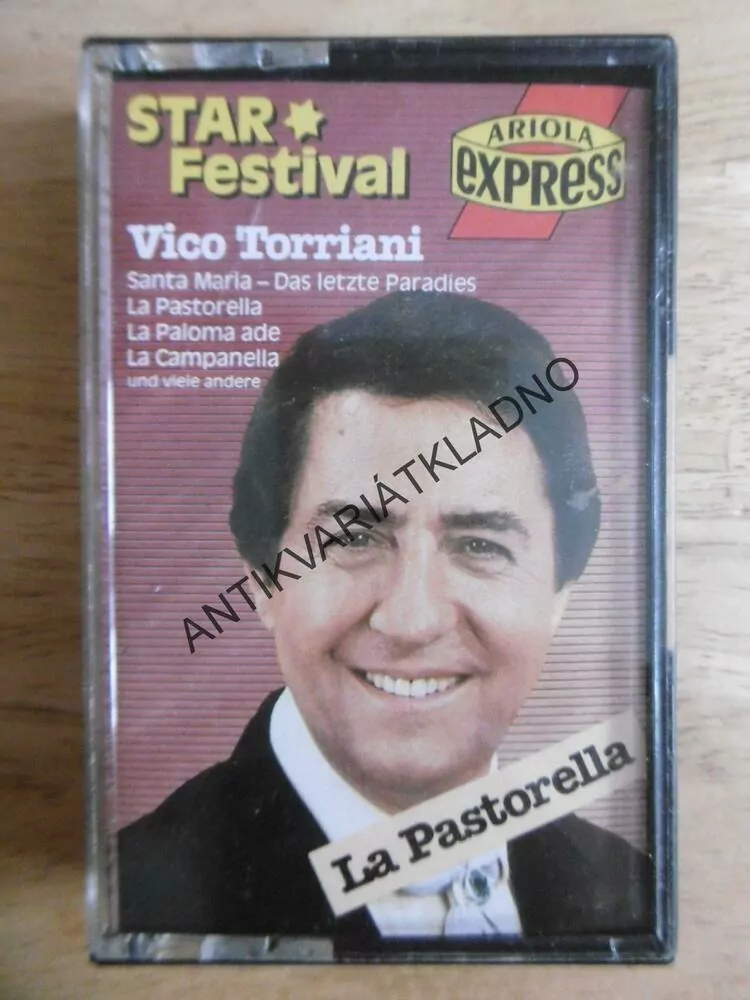 STAR
Festival
ARIOLA
EXPRESS
Vico Torriani
Santa Maria – Das letzte Paradies
La Pastorella
La Paloma ade
La Campanella
und viele andere
ANTIKVARIÁTKLADNO
La Pastorella